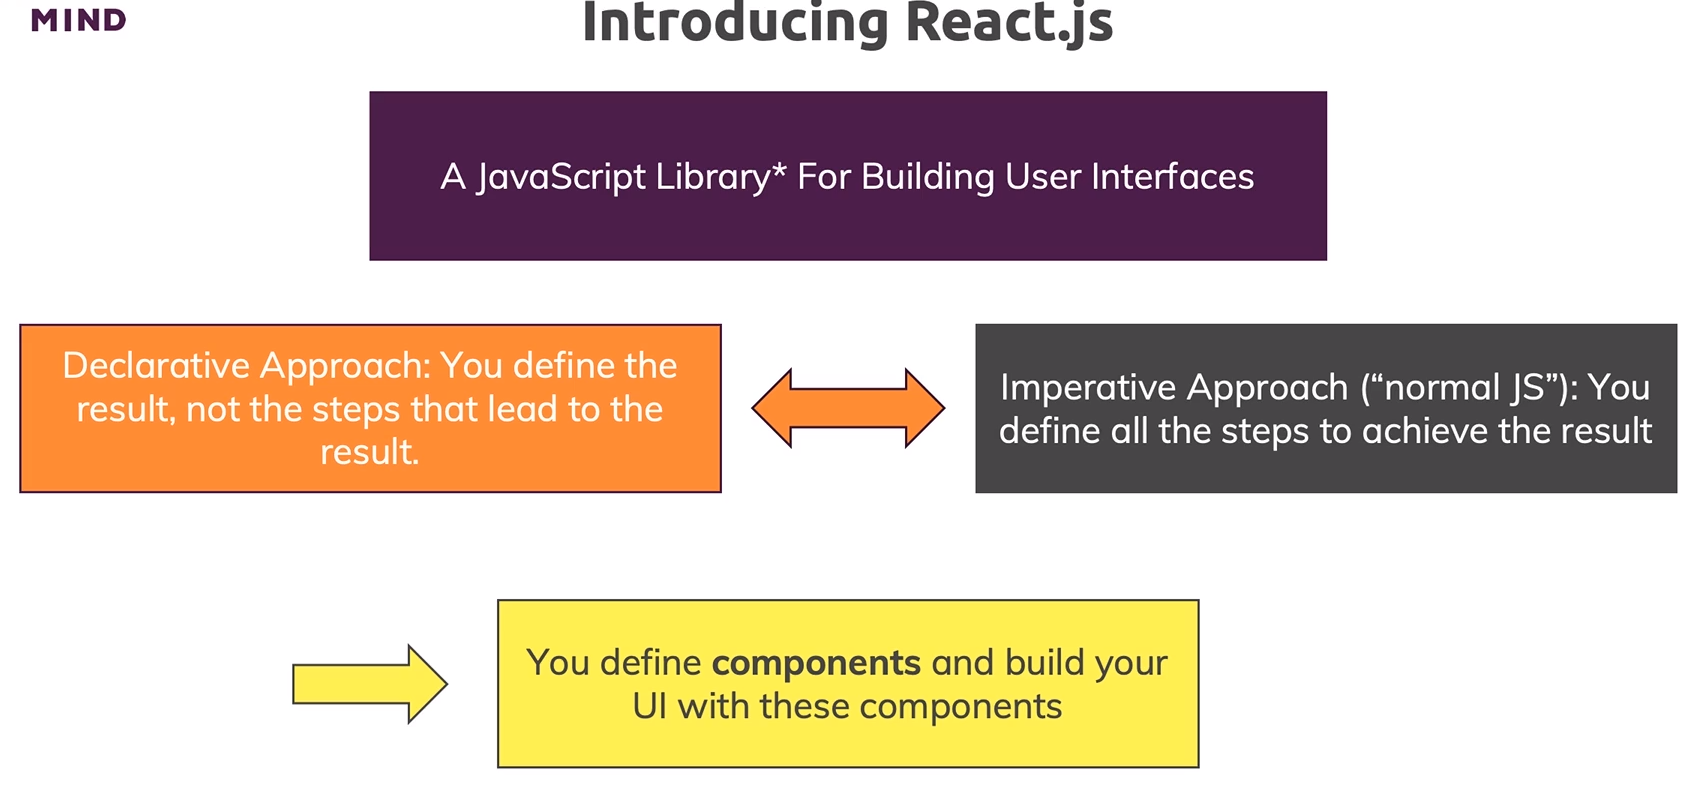 MIND
Introducing React.js
A JavaScript Library* For Building User Interfaces
Declarative Approach: You define the
result, not the steps that lead to the
result.
Imperative Approach (“normal JS”): You
define all the steps to achieve the result
You define components and build your
UI with these components